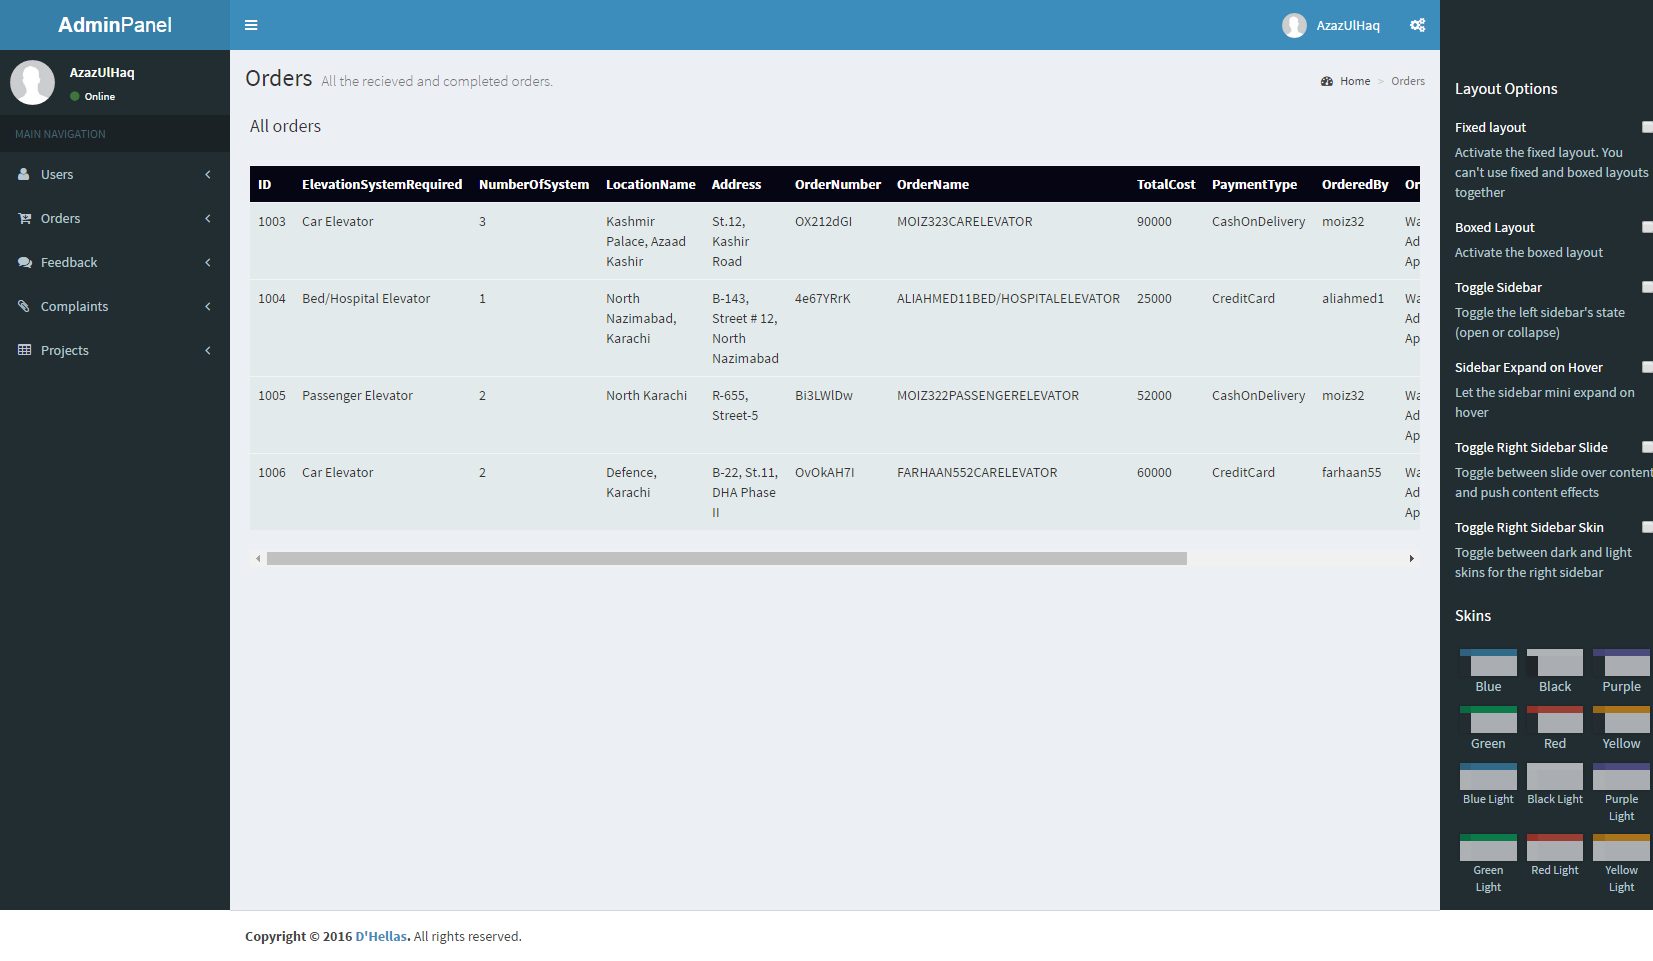 AdminPanel
AzazUlHaq
AzazUlHaq
Online
MAIN NAVIGATION
Users
Orders
Feedback
Complaints
Projects
Orders All the recieved and completed orders.
Home > Orders
All orders
ID ElevationSystemRequired NumberOfSystem LocationName Address OrderNumber OrderName TotalCost PaymentType OrderedBy Or
1003 Car Elevator 3 Kashmir St.12, OX212dGI MOIZ323CARELEVATOR 90000 CashOnDelivery moiz32 Wa
Palace, Azaad Kashir Ad
Kashir Road Ap
1004 Bed/Hospital Elevator 1 North B-143, 4e67YRrK ALIAHMED11BED/HOSPITALELEVATOR 25000 CreditCard aliahmed1 Wa
Nazimabad, Street # 12, Ad
Karachi North Ap
Nazimabad
1005 Passenger Elevator 2 North Karachi R-655, Bi3LWlDw MOIZ322PASSENGERELEVATOR 52000 CashOnDelivery moiz32 Wa
Street-5 Ad
Ap
1006 Car Elevator 2 Defence, B-22, St.11, OvOkAH7I FARHAAN552CARELEVATOR 60000 CreditCard farhaan55 Wa
Karachi DHA Phase Ad
II Ap
Layout Options
Fixed layout
Activate the fixed layout. You
can't use fixed and boxed layouts
together
Boxed Layout
Activate the boxed layout
Toggle Sidebar
Toggle the left sidebar's state
(open or collapse)
Sidebar Expand on Hover
Let the sidebar mini expand on
hover
Toggle Right Sidebar Slide
Toggle between slide over content
and push content effects
Toggle Right Sidebar Skin
Toggle between dark and light
skins for the right sidebar
Skins
Blue Black Purple
Green Red Yellow
Blue Light Black Light Purple
Light
Green Red Light Yellow
Light Light
Copyright © 2016 D'Hellas. All rights reserved.